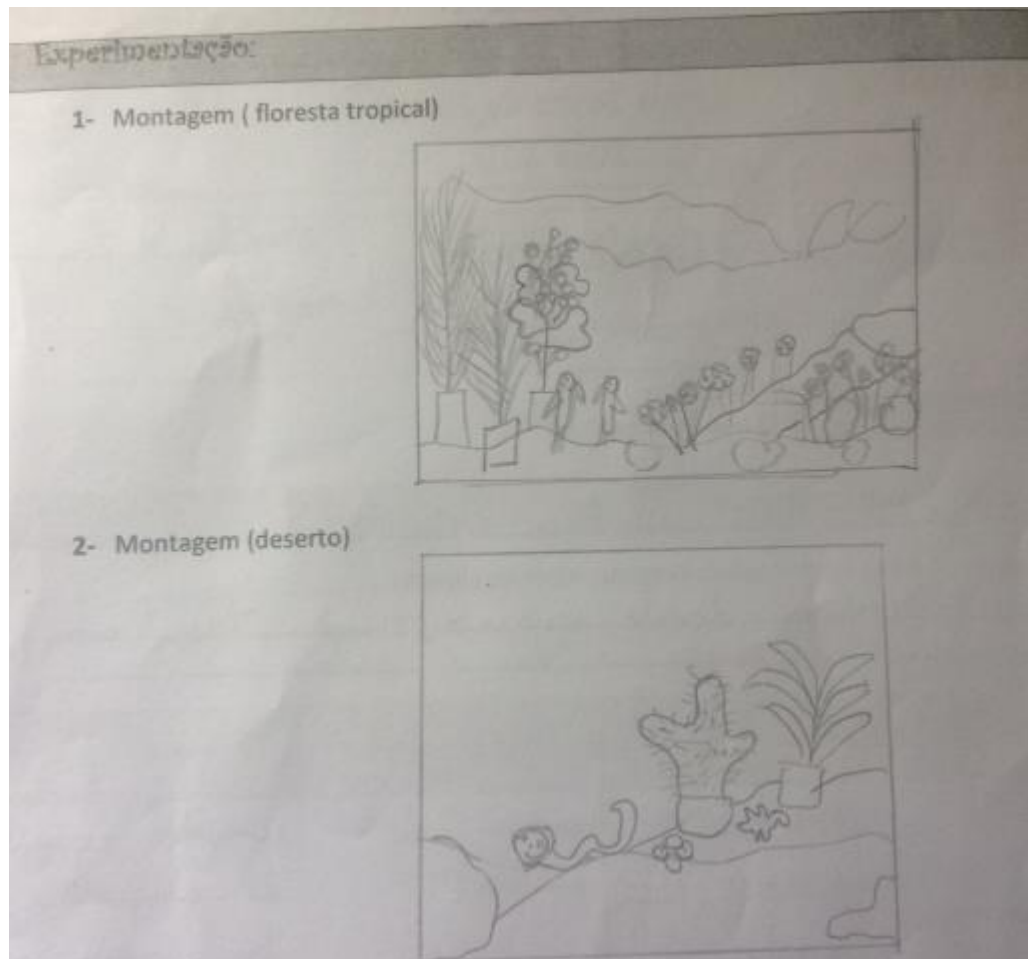 Experimentação:
1- Montagem ( floresta tropical)
2- Montagem (deserto)